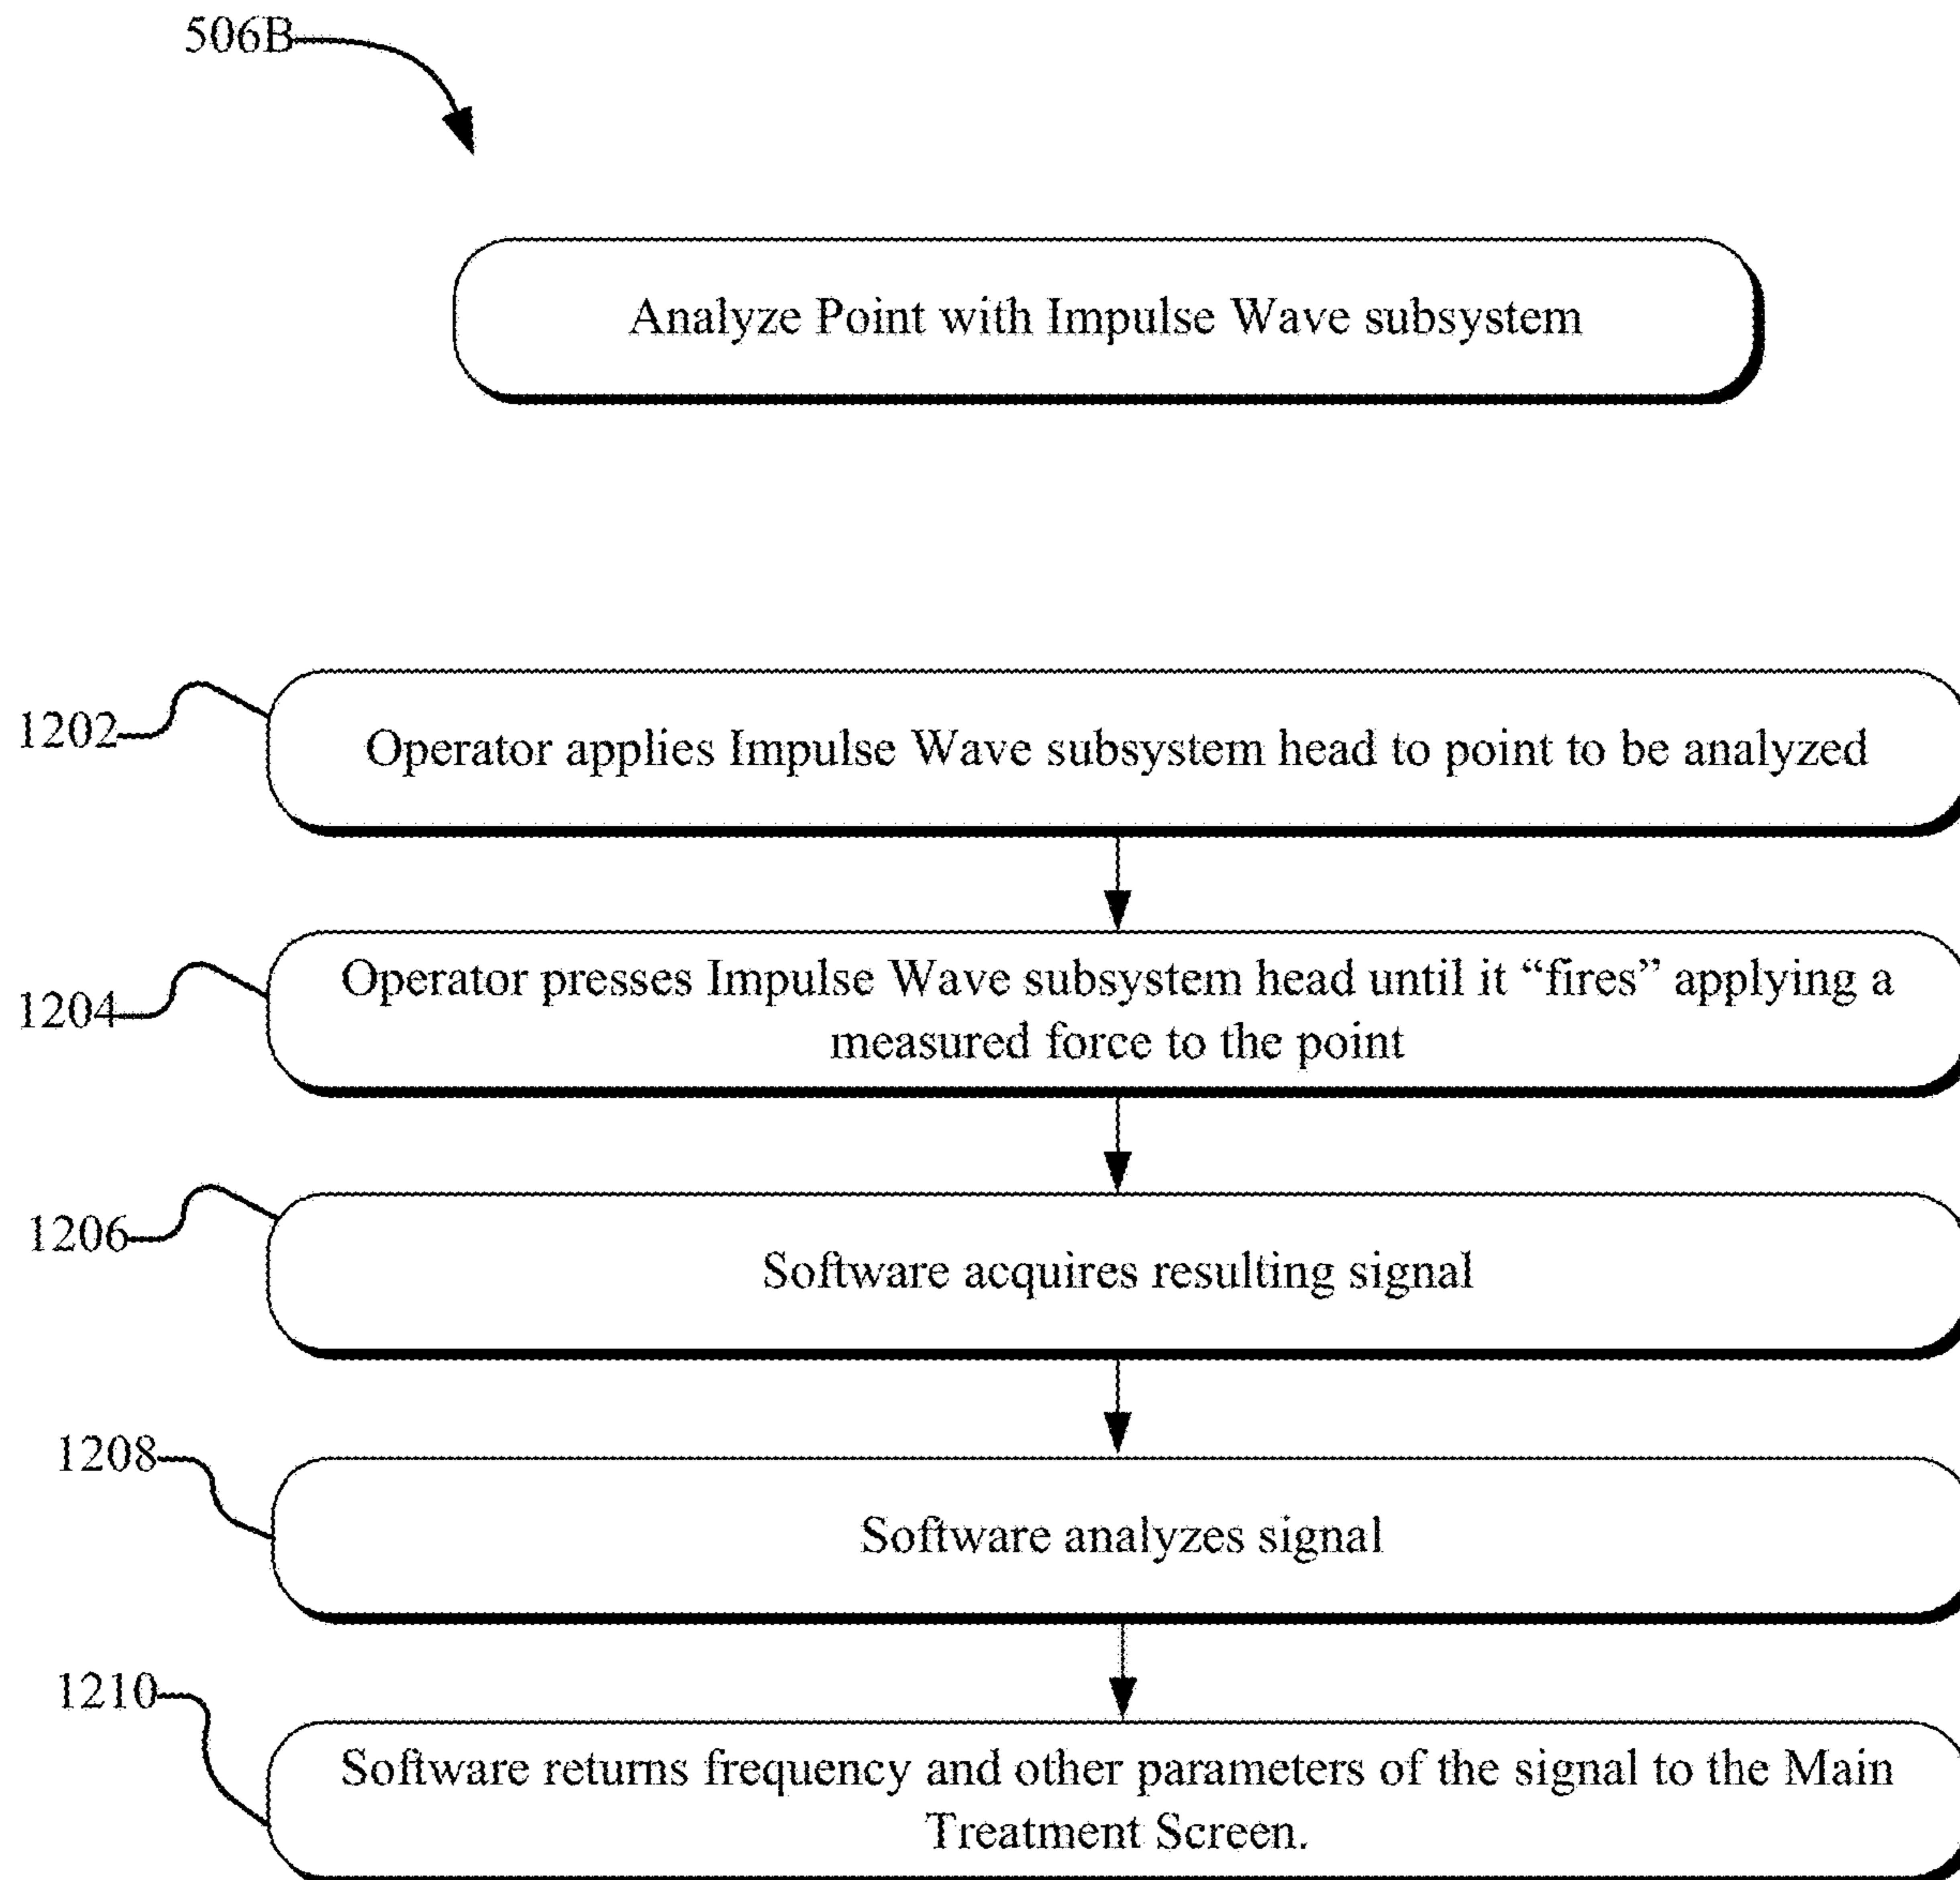 506B
Analyze Point with Impulse Wave subsystem
1202
Operator applies Impulse Wave subsystem head to point to be analyzed
1204
Operator presses Impulse Wave subsystem head until it “fires” applying a
measured force to the point
1206
Software acquires resulting signal
1208
Software analyzes signal
1210
Software returns frequency and other parameters of the signal to the Main
Treatment Screen.